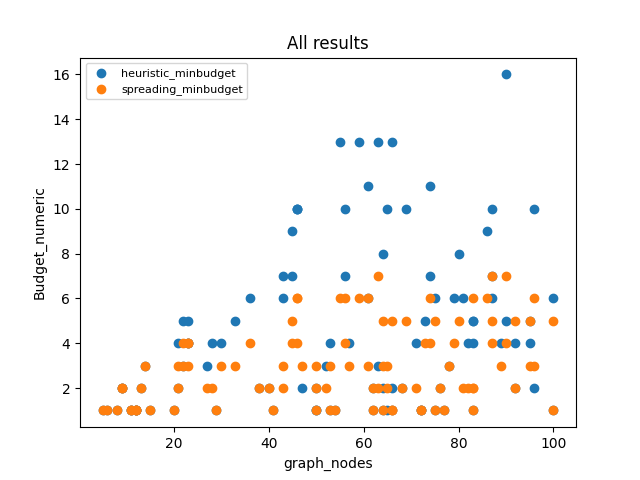 All results
heuristic_minbudget
spreading_minbudget
Budget_numeric
16
14
12
10
8
6
4
2
20
40
60
80
100
graph_nodes